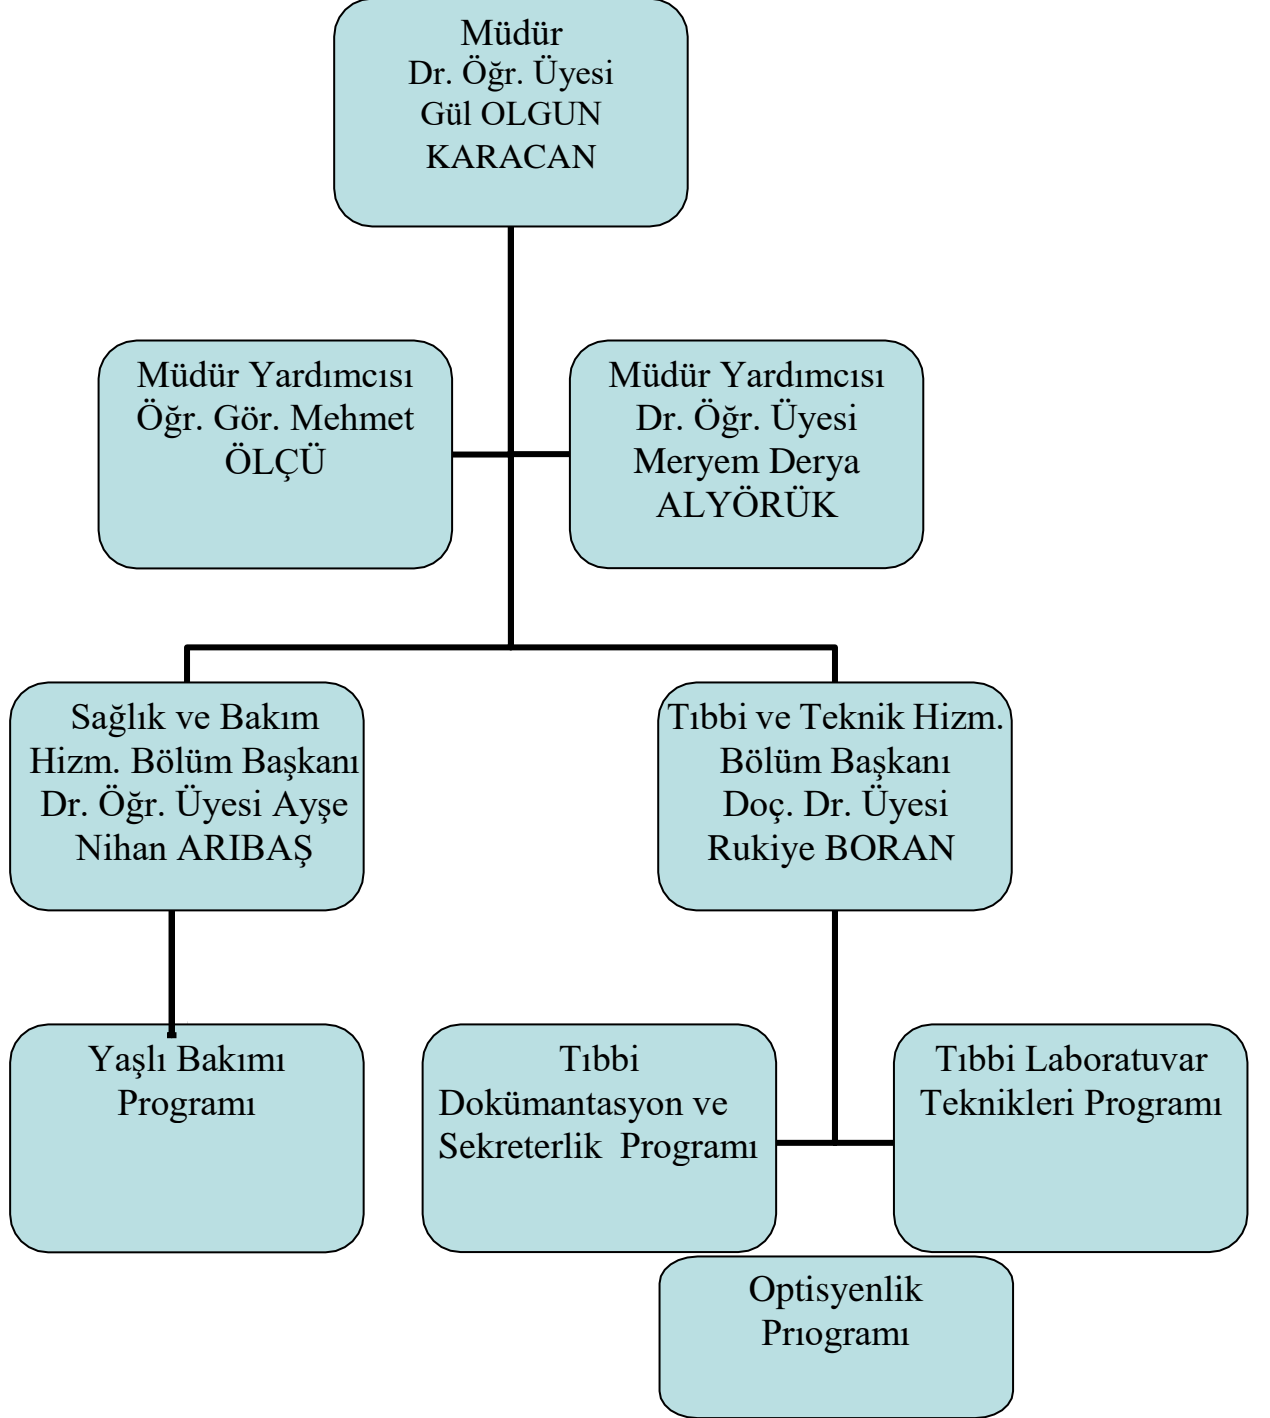 Müdür
Dr. Öğr. Üyesi
Gül OLGUN
KARACAN
Müdür Yardımcısı
Öğr. Gör. Mehmet
ÖLÇÜ
Müdür Yardımcısı
Dr. Öğr. Üyesi
Meryem Derya
ALYÖRÜK
Sağlık ve Bakım
Hizm. Bölüm Başkanı
Dr. Öğr. Üyesi Ayşe
Nihan ARIBAŞ
Tıbbi ve Teknik Hizm.
Bölüm Başkanı
Doç. Dr. Üyesi
Rukiye BORAN
Yaşlı Bakımı
Programı
Tıbbi
Dokümantasyon ve
Sekreterlik Programı
Tıbbi Laboratuvar
Teknikleri Programı
Optisyenlik
Prıogramı